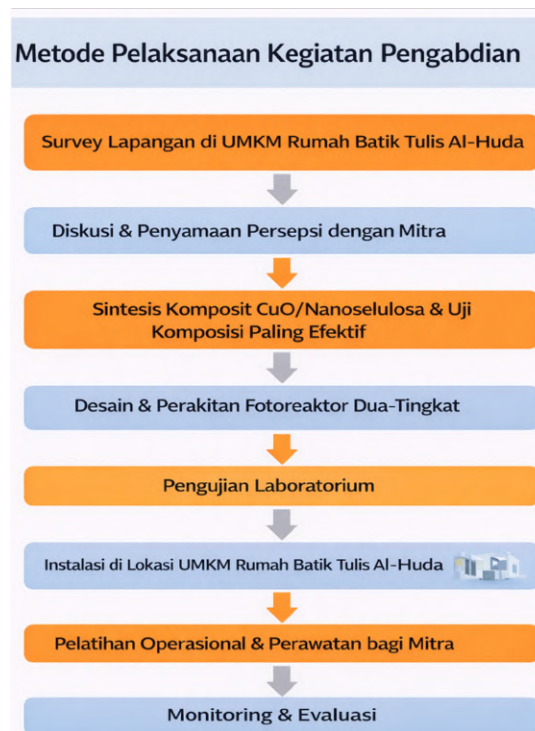 Metode Pelaksanaan Kegiatan Pengabdian
Survey Lapangan di UMKM Rumah Batik Tulis Al-Huda
Diskusi & Penyamaan Persepsi dengan Mitra
Sintesis Komposit CuO/Nanoselulosa & Uji
Komposisi Paling Efektif
Desain & Perakitan Fotoreaktor Dua-Tingkat
Pengujian Laboratorium
Instalasi di Lokasi UMKM Rumah Batik Tulis Al-Huda
Pelatihan Operasional & Perawatan bagi Mitra
Monitoring & Evaluasi